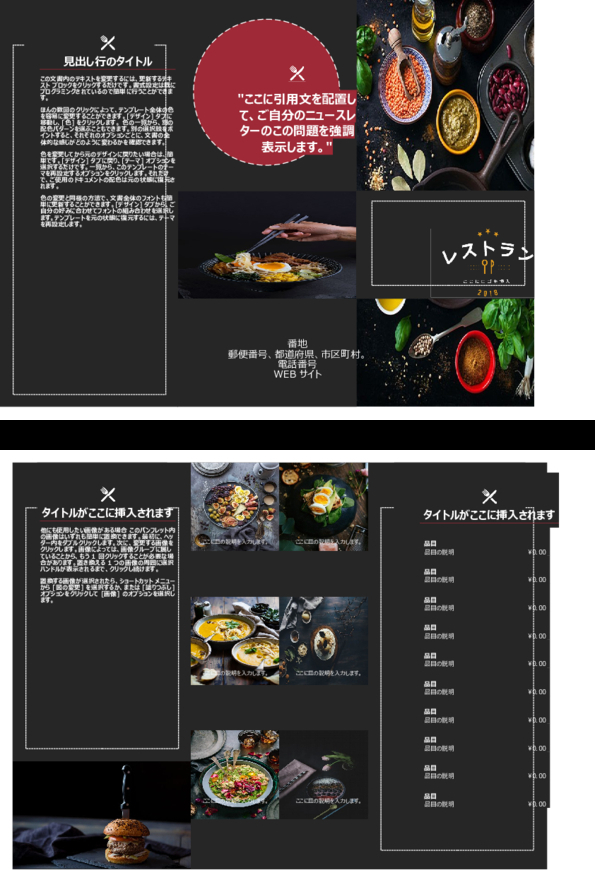 見出し行のタイトル
この文書内のテキストを変更するには、更新するテキ
スト ブロックをクリックするだけです。書式設定は既に
プログラミングされているので簡単に行うことができま
す。
ほんの数回のクリックによって、テンプレート全体の色
を容易に変更することができます。[デザイン] タブに
移動し、[色] をクリックします。色の一覧から、別の
配色パターンを選ぶこともできます。別の選択肢をポ
イントすると、それぞれのオプションごとに、文書の全
体的な感じがどのように変わるかを確認できます。
色を変更してから元のデザインに戻りたい場合は、簡
単です。[デザイン] タブに戻り、[テーマ] オプションを
選択するだけです。一覧から、このテンプレートのテー
マを再設定するオプションをクリックします。それだけ
で、ご使用のドキュメントの配色は元の状態に復元さ
れます。
色の変更と同様の方法で、文書全体のフォントも簡
単に更新することができます。[デザイン] タブから、ご
自分の好みに合わせてフォントの組み合わせを選択し
ます。テンプレートを元の状態に復元するには、テーマ
を再設定します。
"ここに引用文を配置し
て、ご自分のニュースレ
ターのこの問題を強調
表示します。"
番地
郵便番号、都道府県、市区町村。
電話番号
WEB サイト
レストラン
2018
タイトルがここに挿入されます
他にも使用したい画像がある場合 このパンフレット内
の画像はいずれも簡単に置換できます。最初に、ヘッ
ダー内をダブルクリックします。次に、変更する画像を
クリックします。画像によっては、画像グループに属し
ていることから、もう 1 回クリックすることが必要な場
合があります。置き換える 1 つの画像の周囲に選択
ハンドルが表示されるまで、クリックし続けます。
置換する画像が選択されたら、ショートカット メニュー
から [図の変更] を選択するか、または [塗りつぶし]
オプションをクリックして [画像] のオプションを選択し
ます。
ここに図の説明を入力します。
ここに図の説明を入力します。
ここに図の説明を入力します。
ここに図の説明を入力します。
ここに図の説明を入力します。
ここに図の説明を入力します。
タイトルがここに挿入されます
品目
品目の説明 ¥0.00
品目
品目の説明 ¥0.00
品目
品目の説明 ¥0.00
品目
品目の説明 ¥0.00
品目
品目の説明 ¥0.00
品目
品目の説明 ¥0.00
品目
品目の説明 ¥0.00
品目
品目の説明 ¥0.00
品目
品目の説明 ¥0.00
品目
品目の説明 ¥0.00